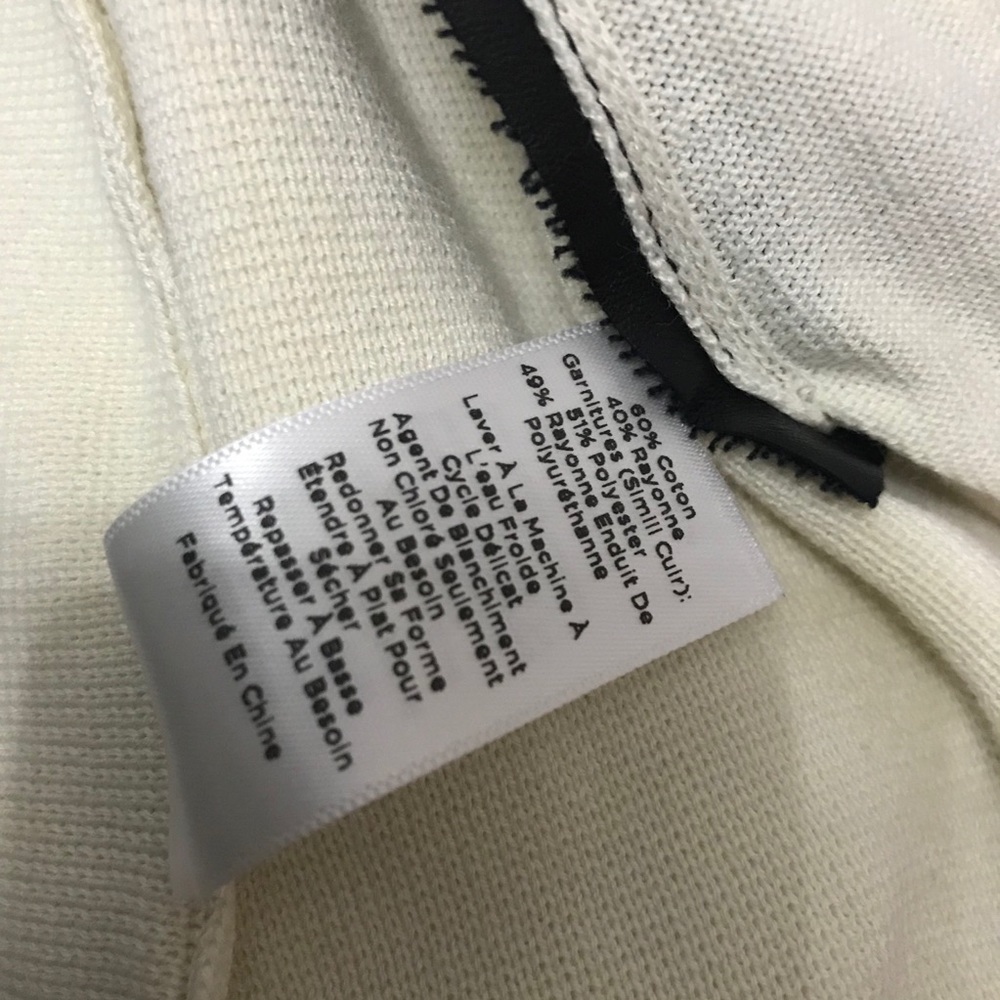 60% Coton
40% Rayonne
Garnitures (Simili Cuir):
51% Polyester
49% Rayonne Enduit De
Polyuréthanne
Laver À La Machine À
L'eau Froide
Cycle Délicat
Agent De Blanchiment
Non Chloré Seulement
Au Besoin
Redonner Sa Forme
Étendre À Plat Pour
Sécher
Repasser À Basse
Température Au Besoin
Fabriqué En Chine